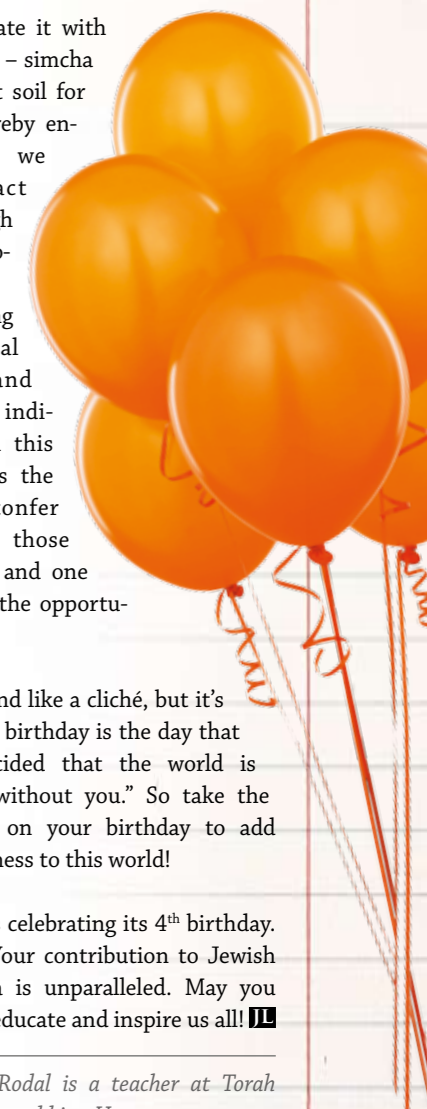 ate it with
– simcha
t soil for
reby en-
we
act
h
o-
g
al
and
indi-
this
s the
confer
those
and one
the opportu-
nd like a cliché, but it's
birthday is the day that
cided that the world is
without you.” So take the
on your birthday to add
ness to this world!
celebrating its 4th birthday.
Your contribution to Jewish
n is unparalleled. May you
educate and inspire us all! JL
Rodal is a teacher at Torah